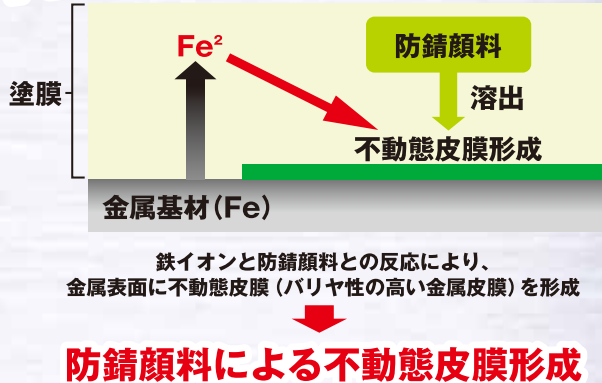 Fe²
防錆顔料
塗膜
溶出
不動態皮膜形成
金属基材(Fe)
鉄イオンと防錆顔料との反応により、
金属表面に不動態皮膜(バリヤ性の高い金属皮膜)を形成
防錆顔料による不動態皮膜形成